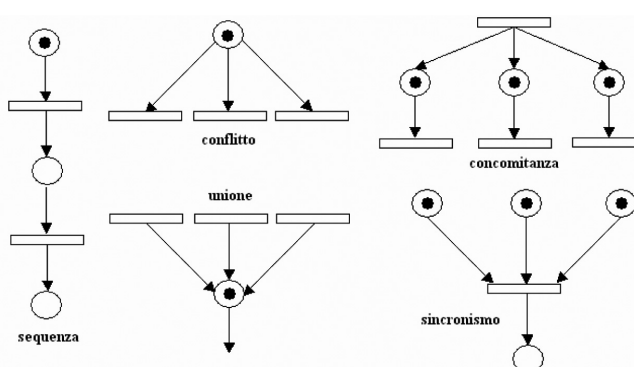 conflitto
concomitanza
unione
sincronismo
sequenza